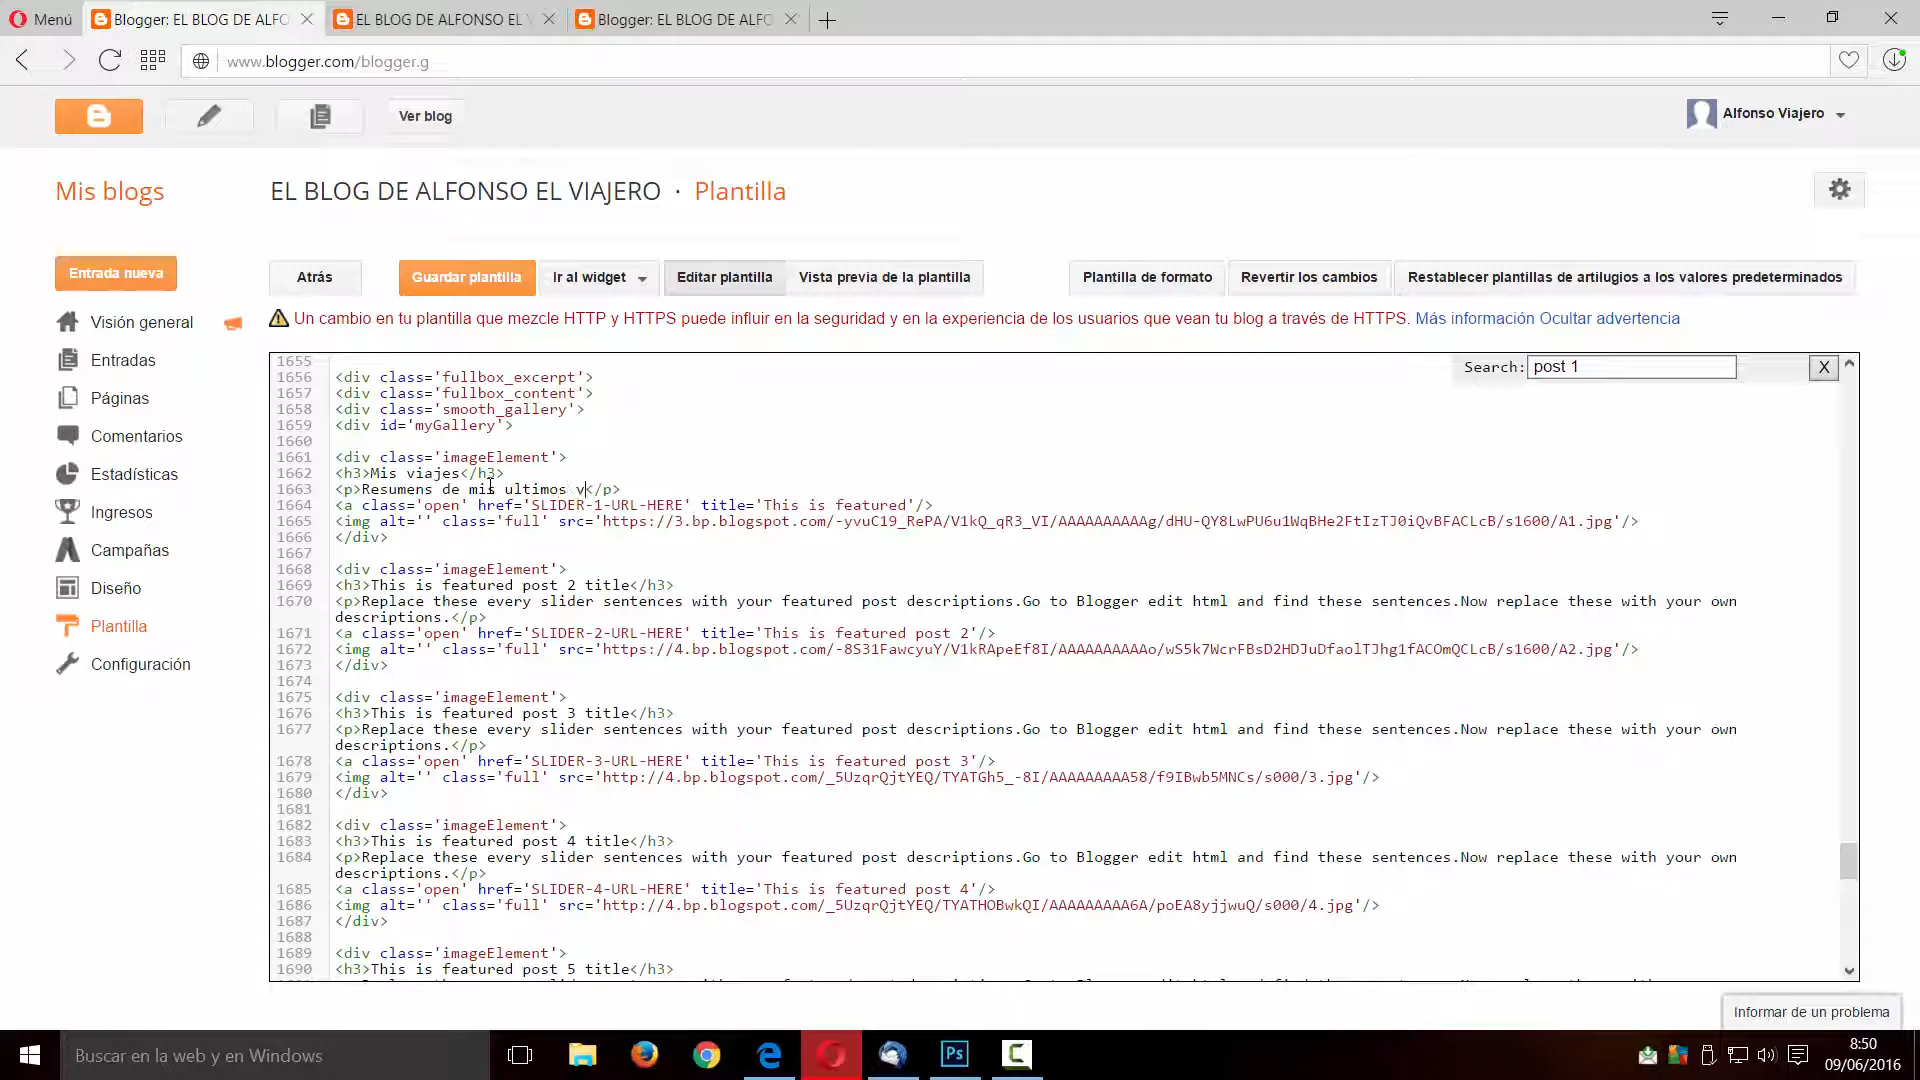 Menú
Blogger: EL BLOG DE ALFO
EL BLOG DE ALFONSO EL V
Blogger: EL BLOG DE ALFO
www.blogger.com/blogger.g
Ver blog
Alfonso Viajero
Mis blogs
EL BLOG DE ALFONSO EL VIAJERO · Plantilla
Entrada nueva
Atrás
Guardar plantilla
Ir al widget
Editar plantilla
Vista previa de la plantilla
Plantilla de formato
Revertir los cambios
Restablecer plantillas de artilugios a los valores predeterminados
Un cambio en tu plantilla que mezcle HTTP y HTTPS puede influir en la seguridad y en la experiencia de los usuarios que vean tu blog a través de HTTPS. Más información Ocultar advertencia
Visión general
Entradas
Páginas
Comentarios
Estadísticas
Ingresos
Campañas
Diseño
Plantilla
Configuración
Search: post 1
X
1655
1656 <div class='fullbox_excerpt'>
1657 <div class='fullbox_content'>
1658 <div class='smooth_gallery'>
1659 <div id='myGallery'>
1660
1661 <div class='imageElement'>
1662 <h3>Mis viajes</h3>
1663 <p>Resumens de mis ultimos v</p>
1664 <a class='open' href='SLIDER-1-URL-HERE' title='This is featured'/>
1665 <img alt='' class='full' src='https://3.bp.blogspot.com/-yvuC19_RePA/V1kQ_qR3_VI/AAAAAAAAAAg/dHU-QY8LwPU6u1WqBHe2FtIzTJ0iQvBFACLcB/s1600/A1.jpg'/>
1666 </div>
1667
1668 <div class='imageElement'>
1669 <h3>This is featured post 2 title</h3>
1670 <p>Replace these every slider sentences with your featured post descriptions.Go to Blogger edit html and find these sentences.Now replace these with your own
descriptions.</p>
1671 <a class='open' href='SLIDER-2-URL-HERE' title='This is featured post 2'/>
1672 <img alt='' class='full' src='https://4.bp.blogspot.com/-8S31FawcyuY/V1kRApeEf8I/AAAAAAAAAAo/wS5k7WcrFBsD2HDJuDfaolTJhg1fACOmQCLcB/s1600/A2.jpg'/>
1673 </div>
1674
1675 <div class='imageElement'>
1676 <h3>This is featured post 3 title</h3>
1677 <p>Replace these every slider sentences with your featured post descriptions.Go to Blogger edit html and find these sentences.Now replace these with your own
descriptions.</p>
1678 <a class='open' href='SLIDER-3-URL-HERE' title='This is featured post 3'/>
1679 <img alt='' class='full' src='http://4.bp.blogspot.com/_5UzqrQjtYEQ/TYATGh5_-8I/AAAAAAAAA58/f9IBwb5MNCs/s000/3.jpg'/>
1680 </div>
1681
1682 <div class='imageElement'>
1683 <h3>This is featured post 4 title</h3>
1684 <p>Replace these every slider sentences with your featured post descriptions.Go to Blogger edit html and find these sentences.Now replace these with your own
descriptions.</p>
1685 <a class='open' href='SLIDER-4-URL-HERE' title='This is featured post 4'/>
1686 <img alt='' class='full' src='http://4.bp.blogspot.com/_5UzqrQjtYEQ/TYATHOBwkQI/AAAAAAAAA6A/poEA8yjjwuQ/s000/4.jpg'/>
1687 </div>
1688
1689 <div class='imageElement'>
1690 <h3>This is featured post 5 title</h3>
Informar de un problema
Buscar en la web y en Windows
Ps
8:50
09/06/2016